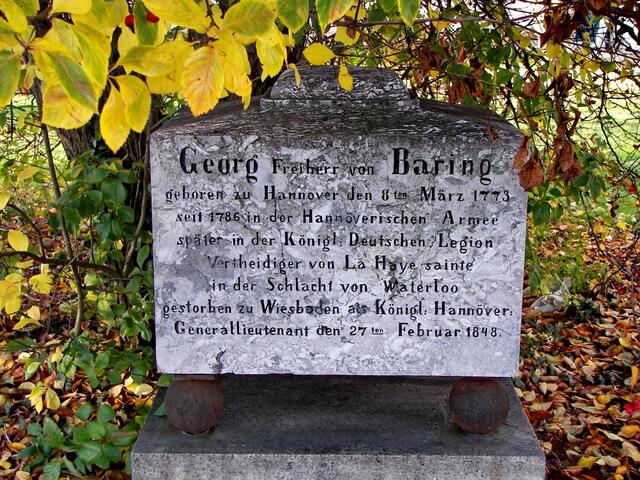 Georg Freiherr von Baring
geboren zu Hannover den 8ten März 1773
seit 1786 in der Hannöverischen Armee
später in der Königl: Deutschen Legion
Vertheidiger von La Haye sainte
in der Schlacht von Waterloo
gestorben zu Wiesbaden als Königl: Hannöver:
Generallieutenant den 27ten Februar 1848.